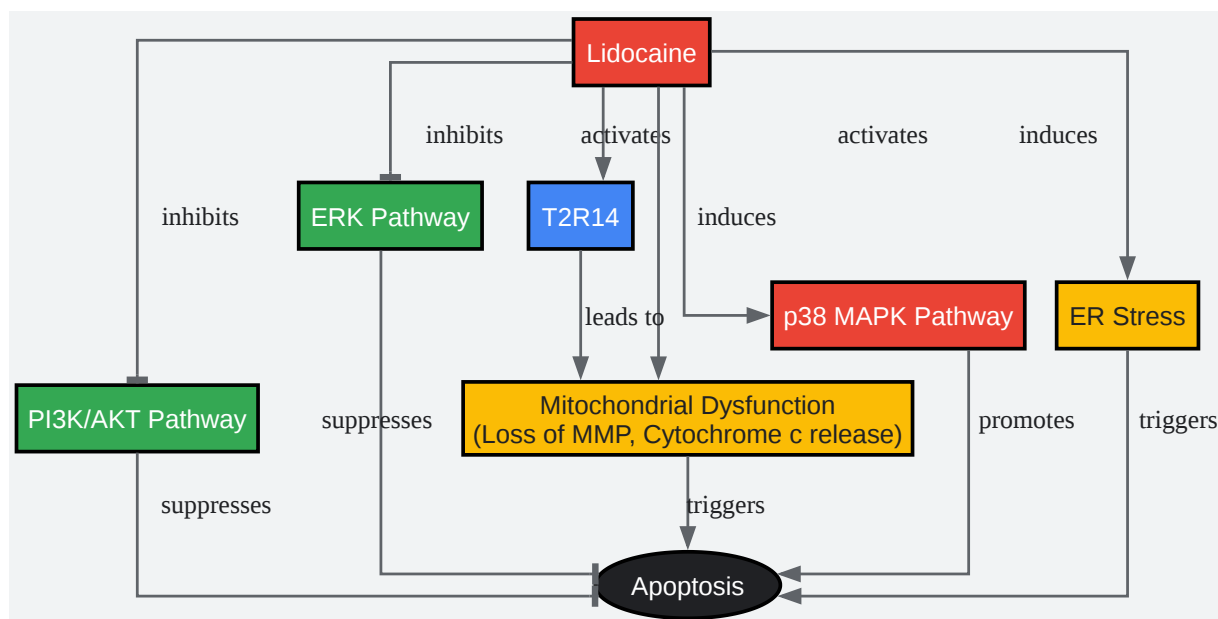 Lidocaine
inhibits
activates
activates
induces
inhibits
ERK Pathway
T2R14
induces
leads to
p38 MAPK Pathway
ER Stress
PI3K/AKT Pathway
suppresses
Mitochondrial Dysfunction
(Loss of MMP, Cytochrome c release)
promotes
triggers
suppresses
triggers
Apoptosis